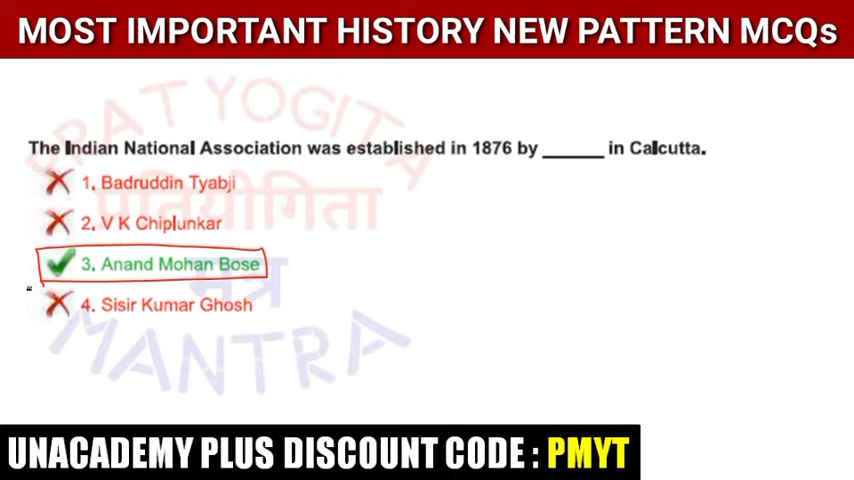 MOST IMPORTANT HISTORY NEW PATTERN MCQs
PRATYOGITA
The Indian National Association was established in 1876 by ______ in Calcutta.
1. Badruddin Tyabji
प्रतियोगिता
2. V K Chiplunkar
3. Anand Mohan Bose
मंत्र
4. Sisir Kumar Ghosh
MANTRA
UNACADEMY PLUS DISCOUNT CODE : PMYT